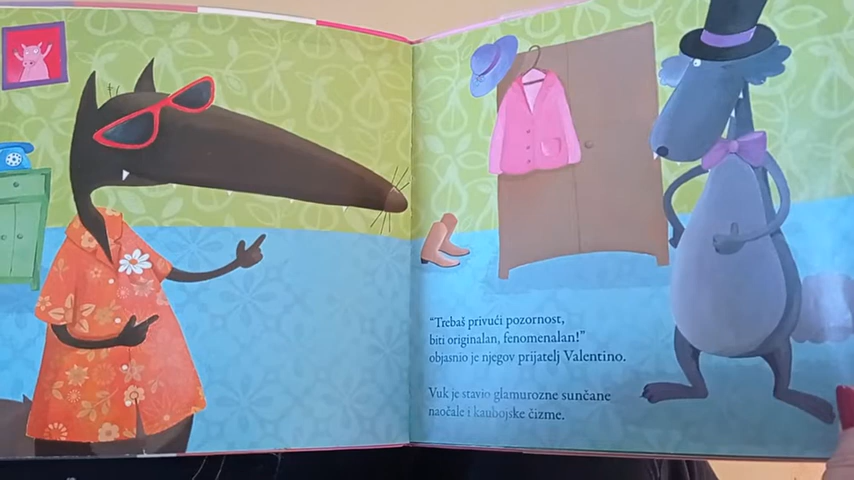 “Trebaš privući pozornost,
biti originalan, fenomenalan!”
objasnio je njegov prijatelj Valentino.
Vuk je stavio glamurozne sunčane
naočale i kaubojske čizme.